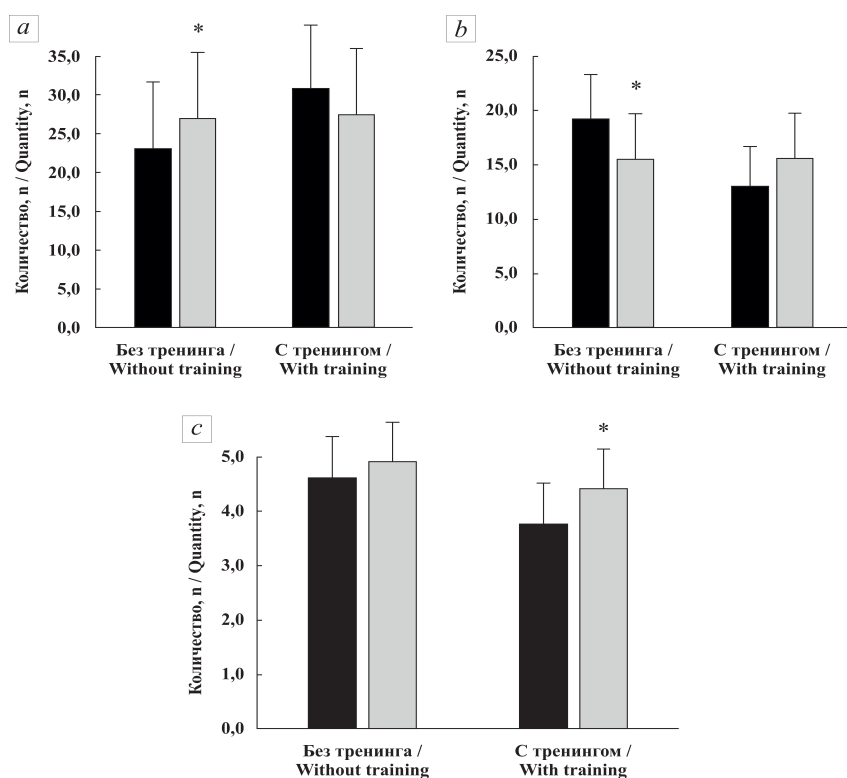 a
*
35,0
30,0
25,0
20,0
15,0
10,0
5,0
0,0
Количество, n / Quantity, n
Без тренинга /
Without training
С тренингом /
With training
b
*
25,0
20,0
15,0
10,0
5,0
0,0
Количество, n / Quantity, n
Без тренинга /
Without training
С тренингом /
With training
c
*
5,0
4,0
3,0
2,0
1,0
0,0
Количество, n / Quantity, n
Без тренинга /
Without training
С тренингом /
With training